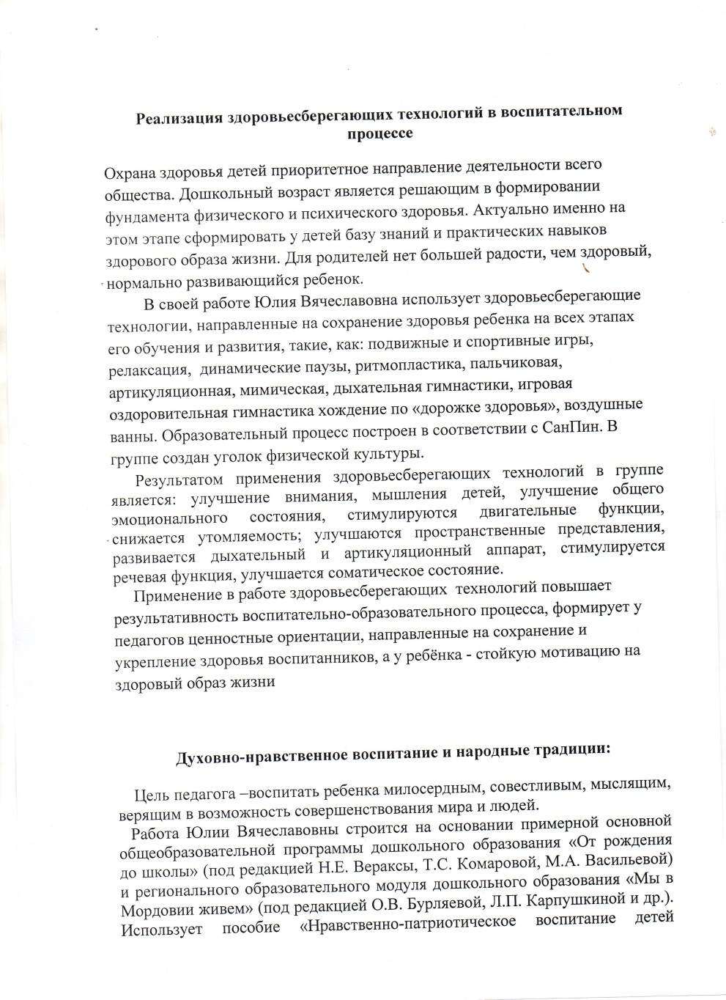 Реализация здоровьесберегающих технологий в воспитательном
процессе
Охрана здоровья детей приоритетное направление деятельности всего
общества. Дошкольный возраст является решающим в формировании
фундамента физического и психического здоровья. Актуально именно на
этом этапе сформировать у детей базу знаний и практических навыков
здорового образа жизни. Для родителей нет большей радости, чем здоровый,
нормально развивающийся ребенок.
В своей работе Юлия Вячеславовна использует здоровьесберегающие
технологии, направленные на сохранение здоровья ребенка на всех этапах
его обучения и развития, такие, как: подвижные и спортивные игры,
релаксация, динамические паузы, ритмопластика, пальчиковая,
артикуляционная, мимическая, дыхательная гимнастики, игровая
оздоровительная гимнастика хождение по «дорожке здоровья», воздушные
ванны. Образовательный процесс построен в соответствии с СанПин. В
группе создан уголок физической культуры.
Результатом применения здоровьесберегающих технологий в группе
является: улучшение внимания, мышления детей, улучшение общего
эмоционального состояния, стимулируются двигательные функции,
снижается утомляемость; улучшаются пространственные представления,
развивается дыхательный и артикуляционный аппарат, стимулируется
речевая функция, улучшается соматическое состояние.
Применение в работе здоровьесберегающих технологий повышает
результативность воспитательно-образовательного процесса, формирует у
педагогов ценностные ориентации, направленные на сохранение и
укрепление здоровья воспитанников, а у ребёнка - стойкую мотивацию на
здоровый образ жизни
Духовно-нравственное воспитание и народные традиции:
Цель педагога –воспитать ребенка милосердным, совестливым, мыслящим,
верящим в возможность совершенствования мира и людей.
Работа Юлии Вячеславовны строится на основании примерной основной
общеобразовательной программы дошкольного образования «От рождения
до школы» (под редакцией Н.Е. Вераксы, Т.С. Комаровой, М.А. Васильевой)
и регионального образовательного модуля дошкольного образования «Мы в
Мордовии живем» (под редакцией О.В. Бурляевой, Л.П. Карпушкиной и др.).
Использует пособие «Нравственно-патриотическое воспитание детей